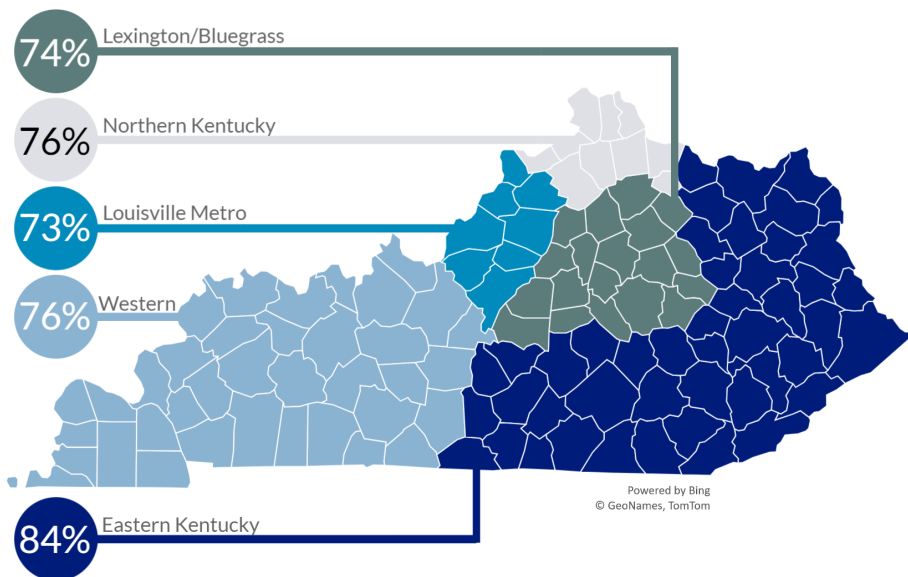 74%
Lexington/Bluegrass
76%
Northern Kentucky
73%
Louisville Metro
76%
Western
84%
Eastern Kentucky
Powered by Bing
© GeoNames, TomTom